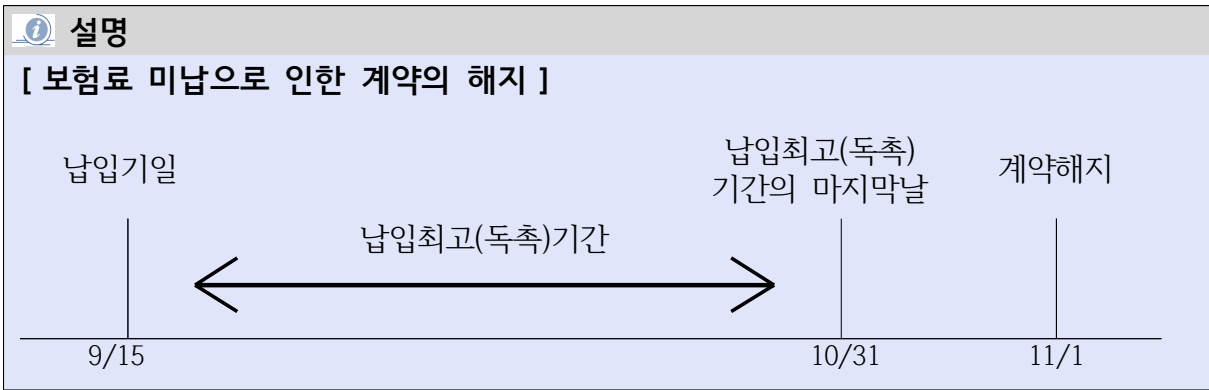 설명
[ 보험료 미납으로 인한 계약의 해지 ]
납입기일
납입최고(독촉)
기간의 마지막날
계약해지
납입최고(독촉)기간
9/15
10/31
11/1